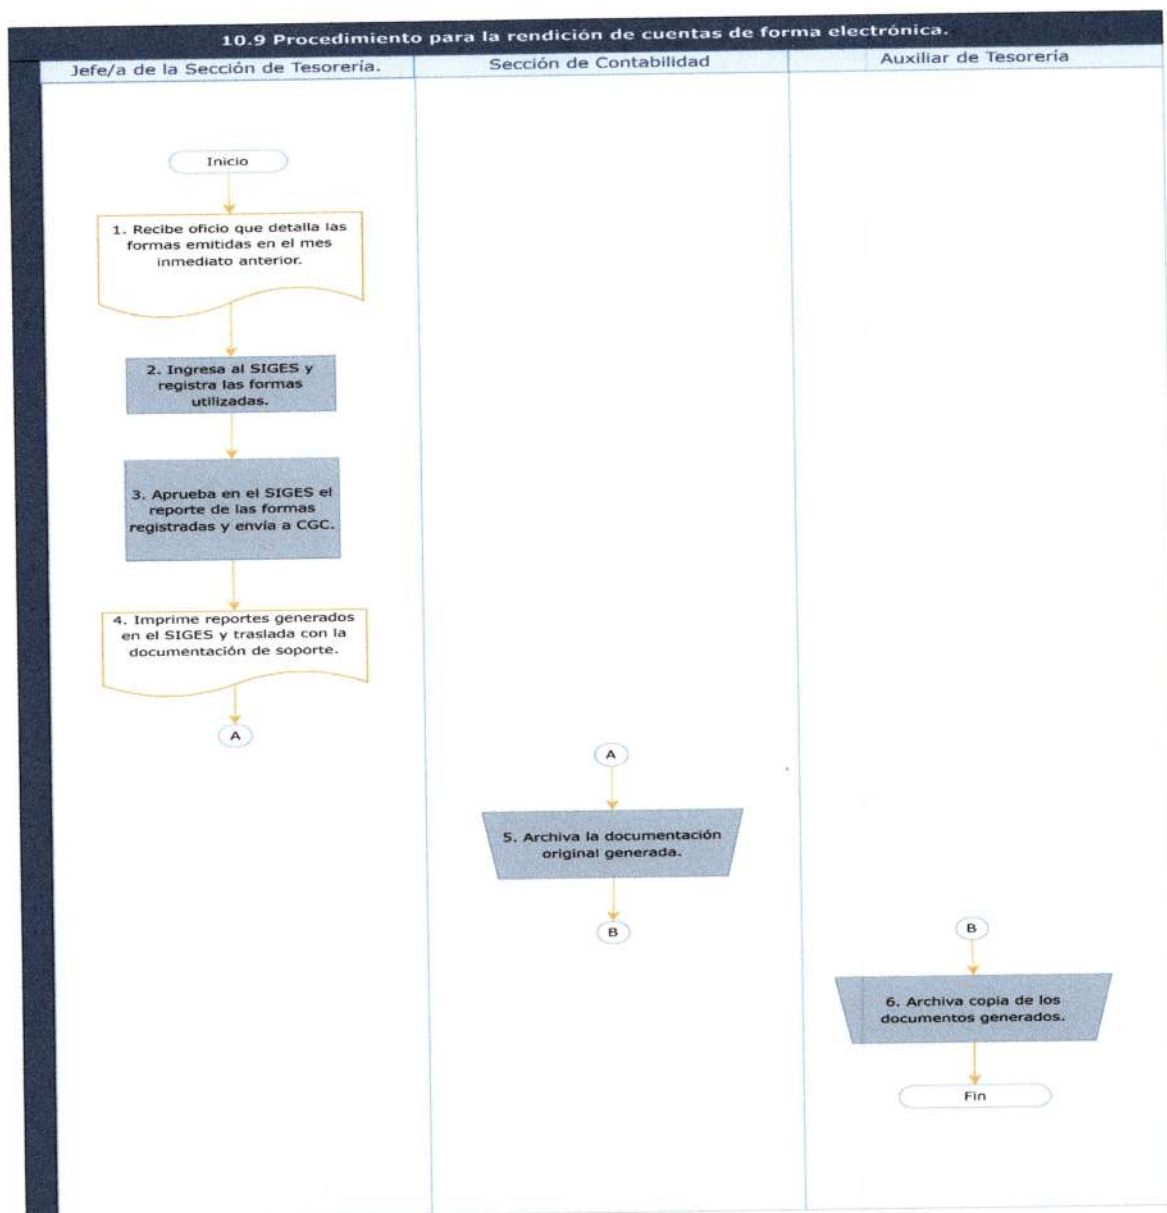 10.9 Procedimiento para la rendición de cuentas de forma electrónica.
Jefe/a de la Sección de Tesorería.
Sección de Contabilidad
Auxiliar de Tesorería
Inicio
1. Recibe oficio que detalla las
formas emitidas en el mes
inmediato anterior.
2. Ingresa al SIGES y
registra las formas
utilizadas.
3. Aprueba en el SIGES el
reporte de las formas
registradas y envia a CGC.
4. Imprime reportes generados
en el SIGES y traslada con la
documentación de soporte.
A
A
5. Archiva la documentación
original generada.
B
B
6. Archiva copia de los
documentos generados.
Fin